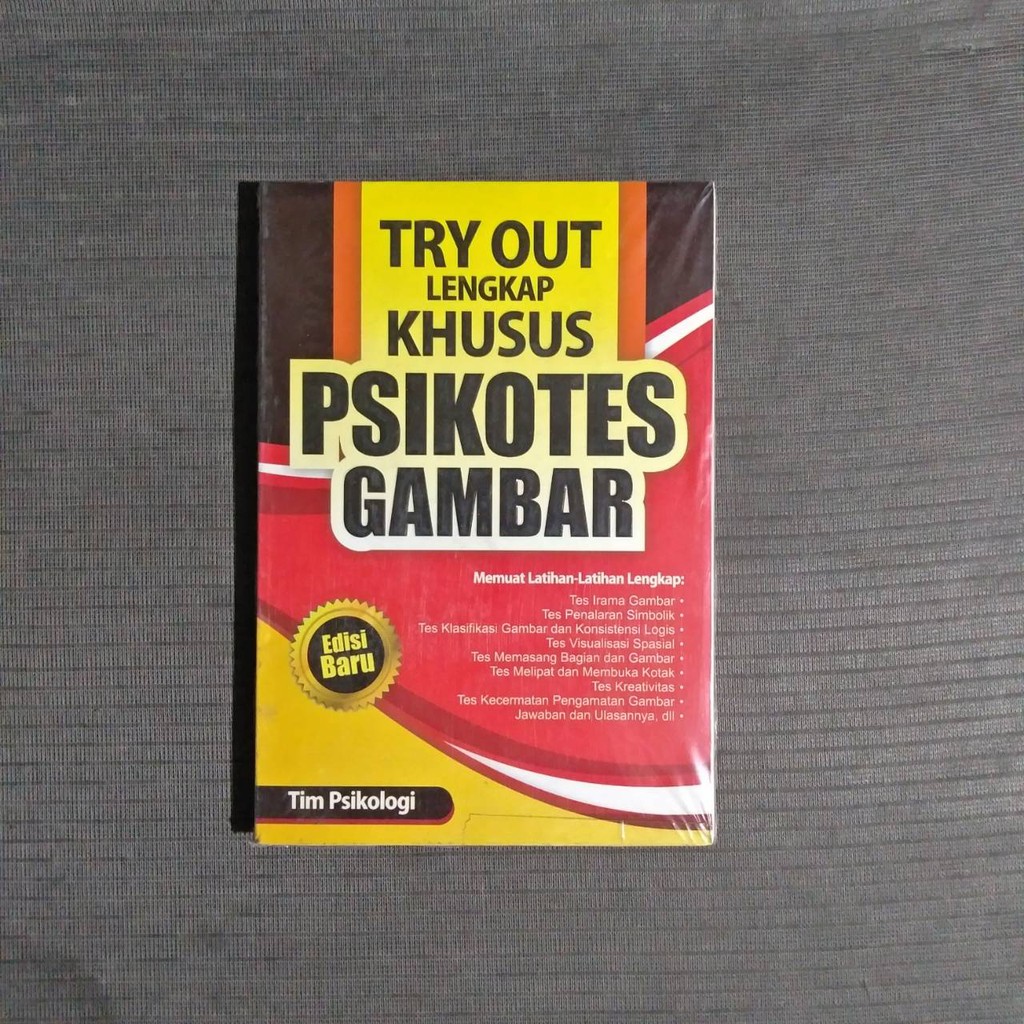 TRY OUT
LENGKAP
KHUSUS
PSIKOTES
GAMBAR
Memuat Latihan-Latihan Lengkap:
Tes Irama Gambar •
Tes Penalaran Simbolik •
Tes Klasifikasi Gambar dan Konsistensi Logis •
Tes Visualisasi Spasial •
Tes Memasang Bagian dan Gambar •
Tes Melipat dan Membuka Kotak •
Tes Kreativitas •
Tes Kecermatan Pengamatan Gambar •
Jawaban dan Ulasannya, dll •
Edisi
Baru
Tim Psikologi